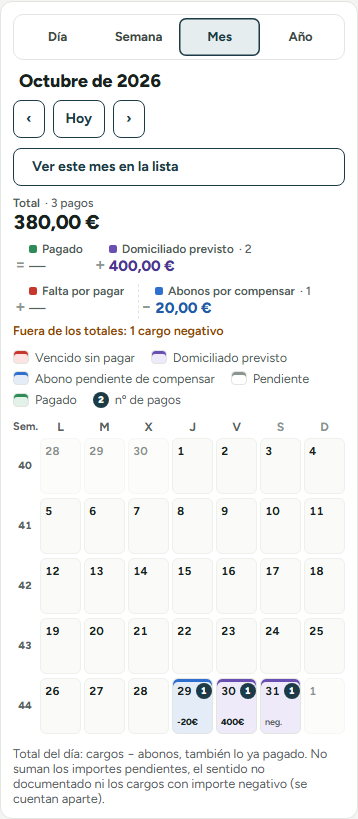 Día Semana Mes Año
Octubre de 2026
‹ Hoy ›
Ver este mes en la lista
Total · 3 pagos
380,00 €
Pagado Domiciliado previsto · 2
= — + 400,00 €
Falta por pagar Abonos por compensar · 1
+ — − 20,00 €
Fuera de los totales: 1 cargo negativo
Vencido sin pagar Domiciliado previsto
Abono pendiente de compensar Pendiente
Pagado 2 nº de pagos
Sem. L M X J V S D
40 28 29 30 1 2 3 4
41 5 6 7 8 9 10 11
42 12 13 14 15 16 17 18
43 19 20 21 22 23 24 25
44 26 27 28 29 1 30 1 31 1 1
-20€ 400€ neg.
Total del día: cargos − abonos, también lo ya pagado. No
suman los importes pendientes, el sentido no
documentado ni los cargos con importe negativo (se
cuentan aparte).